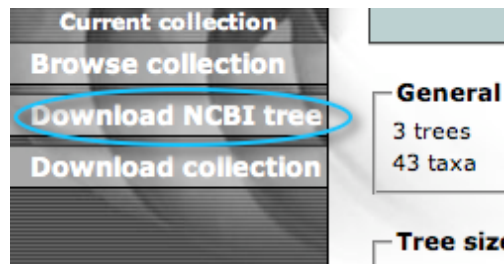 Current collection
Browse collection
Download NCBI tree
Download collection
General
3 trees
43 taxa
Tree size